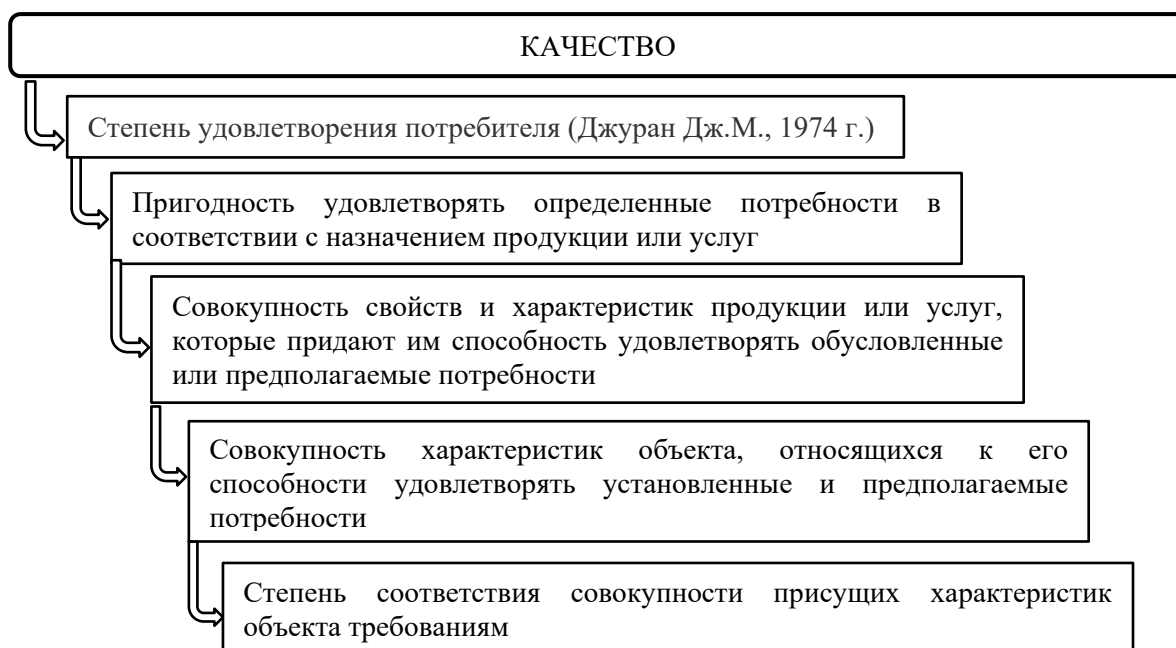 КАЧЕСТВО
Степень удовлетворения потребителя (Джуран Дж.М., 1974 г.)
Пригодность удовлетворять определенные потребности в
соответствии с назначением продукции или услуг
Совокупность свойств и характеристик продукции или услуг,
которые придают им способность удовлетворять обусловленные
или предполагаемые потребности
Совокупность характеристик объекта, относящихся к его
способности удовлетворять установленные и предполагаемые
потребности
Степень соответствия совокупности присущих характеристик
объекта требованиям